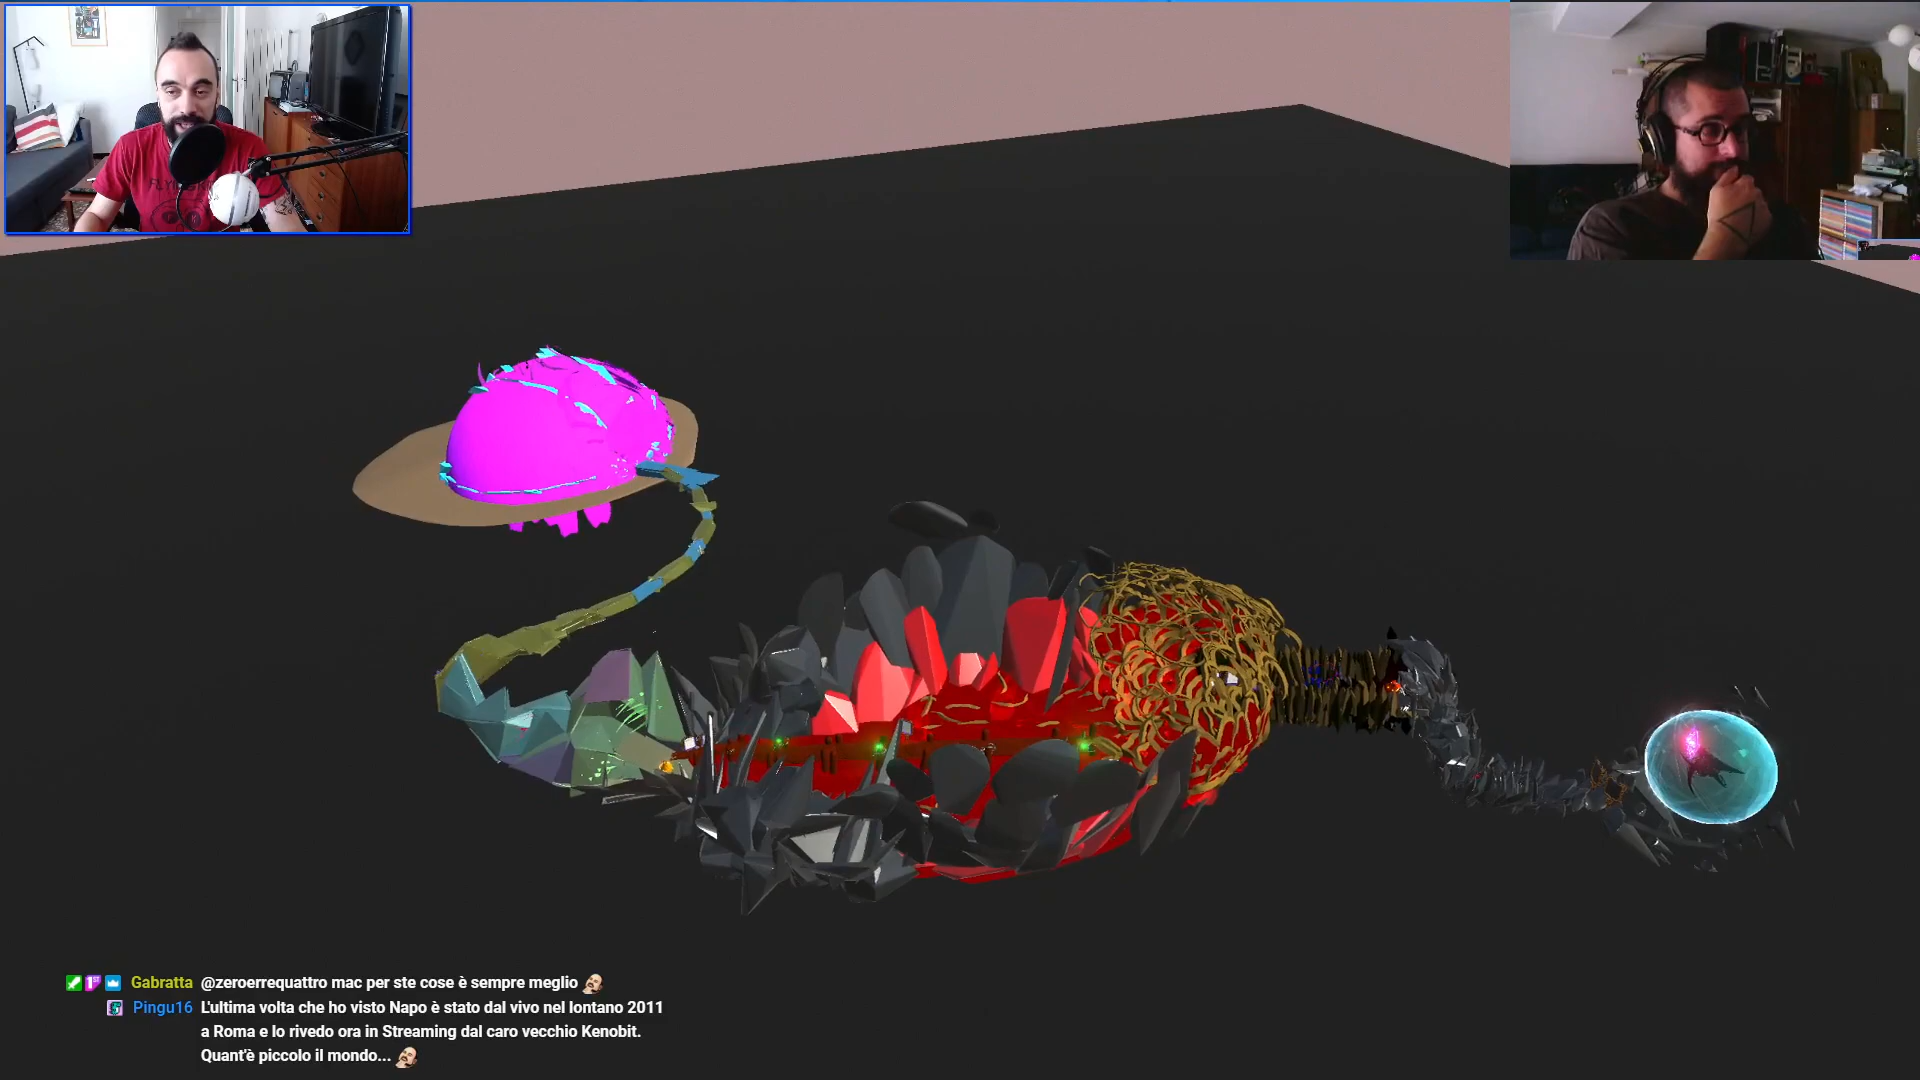 Gabratta @zeroerrequattro mac per ste cose è sempre meglio
Pingu16 L'ultima volta che ho visto Napo è stato dal vivo nel lontano 2011
a Roma e lo rivedo ora in Streaming dal caro vecchio Kenobit.
Quant'è piccolo il mondo...